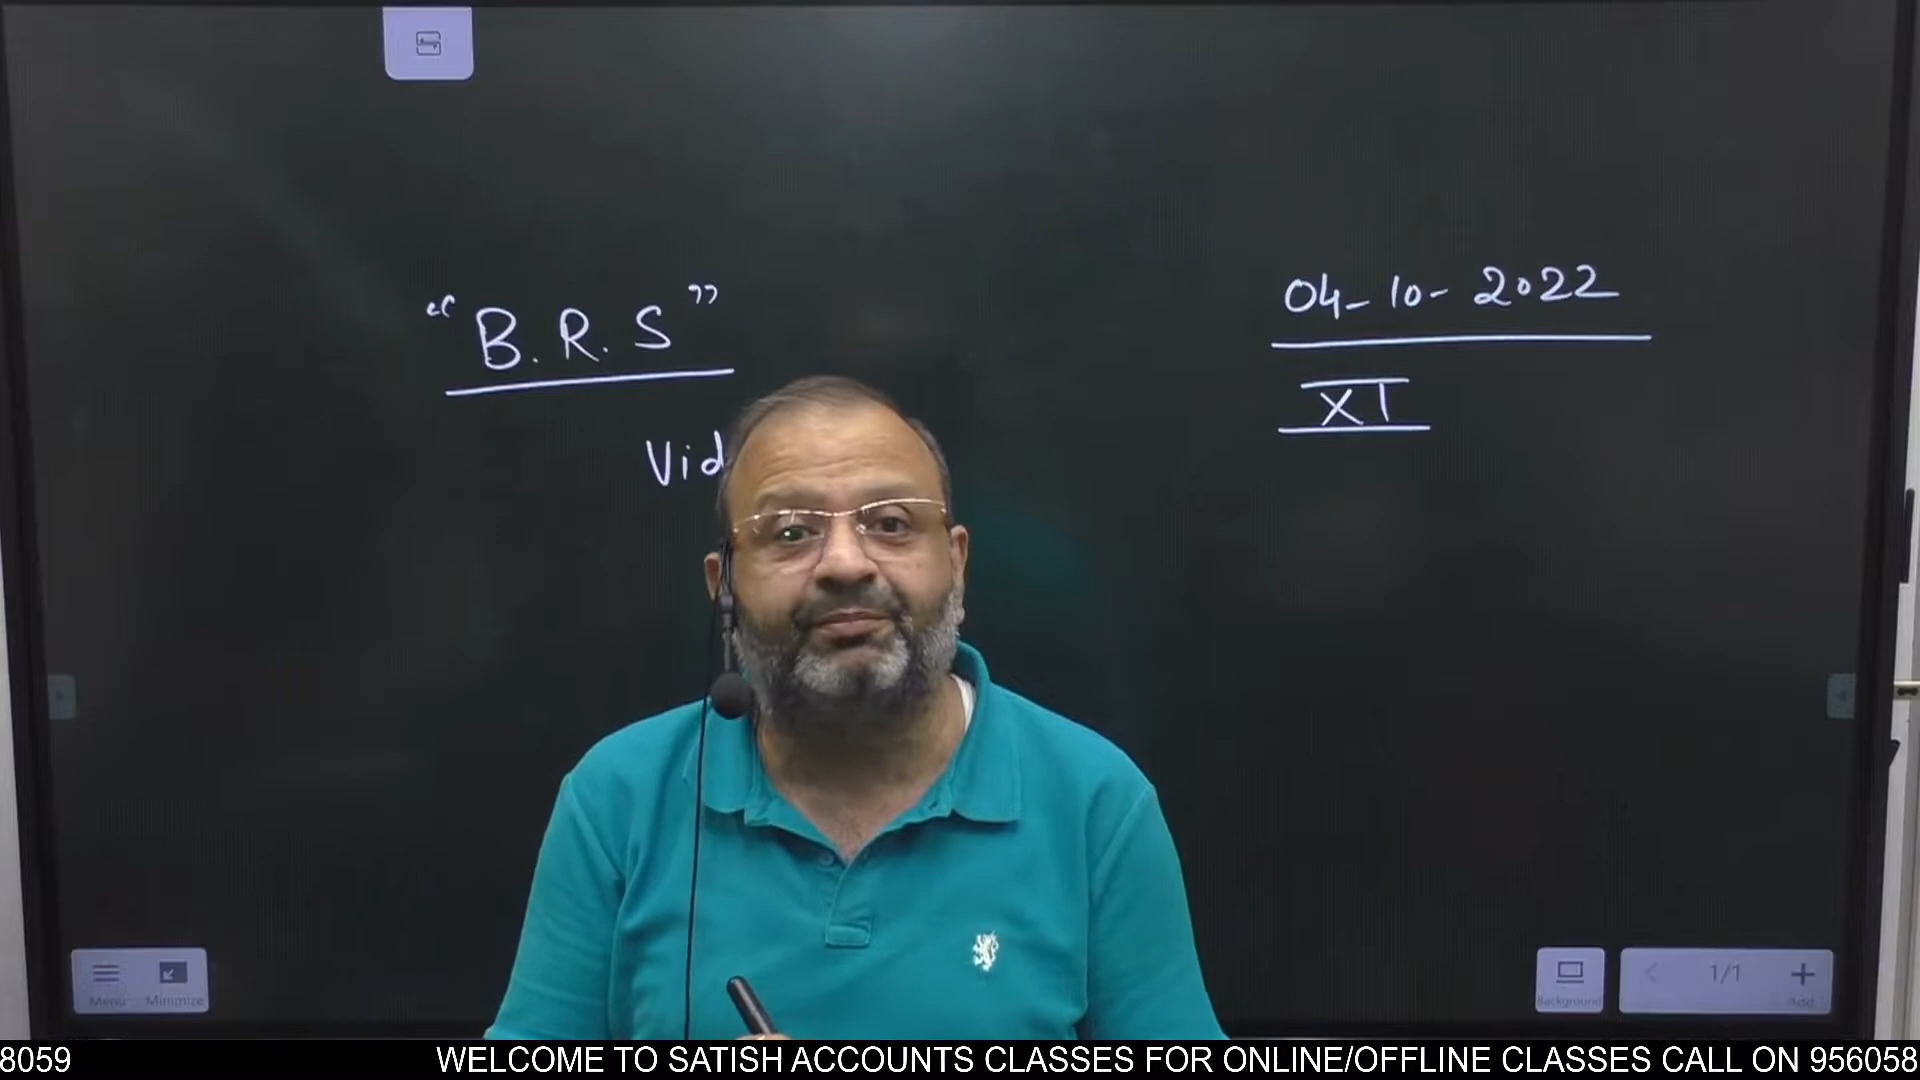 "B.R.S"
04-10-2022
XI
Vid
Menu
Minimize
Background
1/1
Add
8059 WELCOME TO SATISH ACCOUNTS CLASSES FOR ONLINE/OFFLINE CLASSES CALL ON 956058